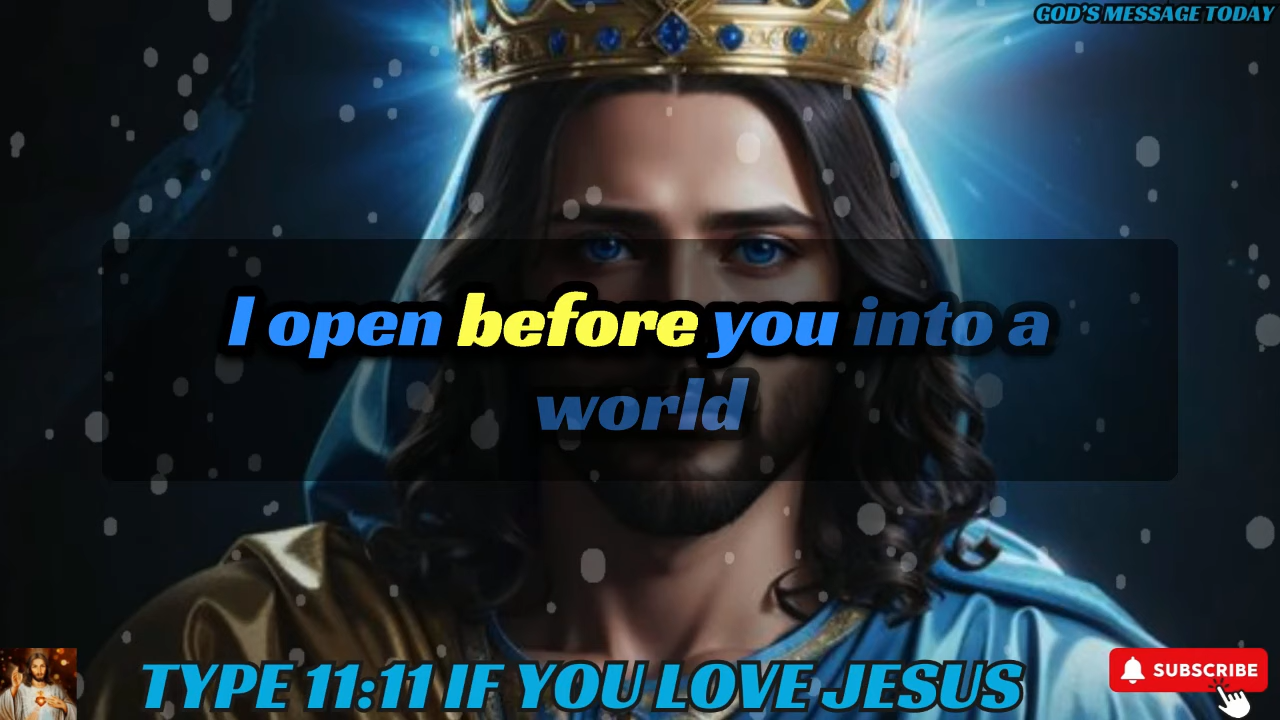 GOD'S MESSAGE TODAY
I open before you into a
world
TYPE 11:11 IF YOU LOVE JESUS
SUBSCRIBE